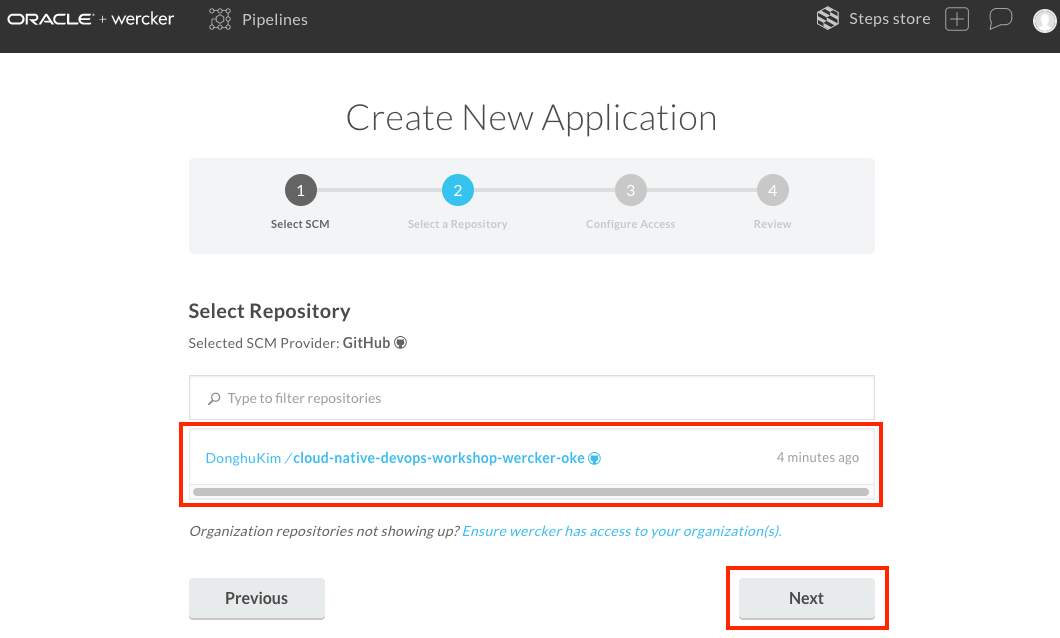 ORACLE + wercker Pipelines Steps store
Create New Application
1 2 3 4
Select SCM Select a Repository Configure Access Review
Select Repository
Selected SCM Provider: GitHub
Type to filter repositories
DonghuKim /cloud-native-devops-workshop-wercker-oke 4 minutes ago
Organization repositories not showing up? Ensure wercker has access to your organization(s).
Previous Next